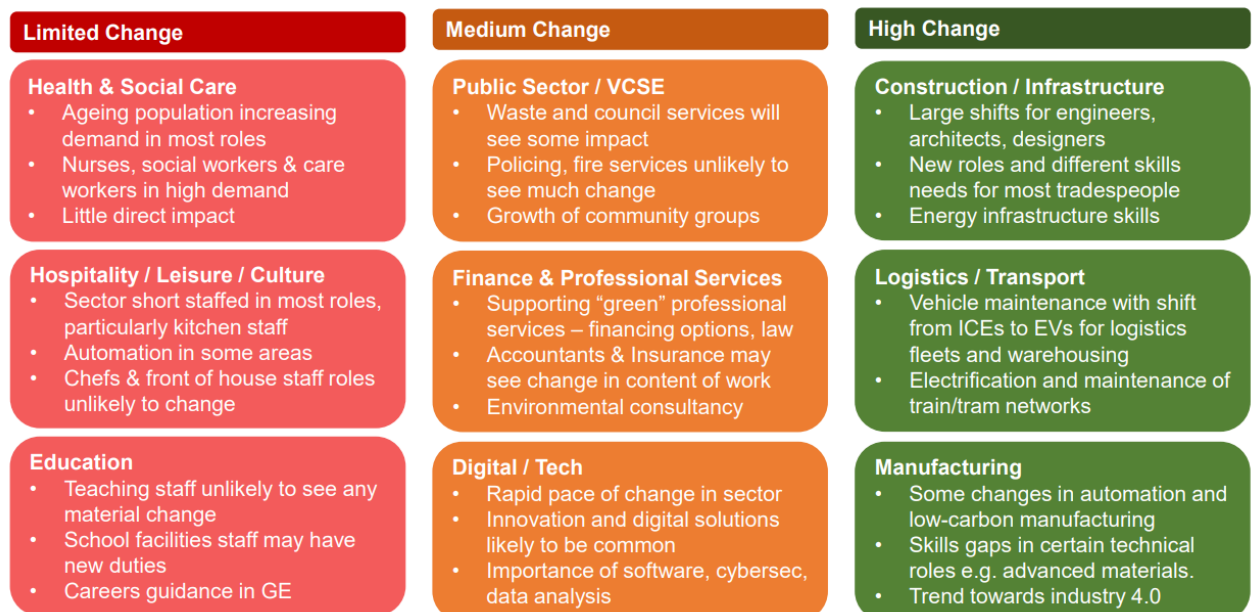 Limited Change
Health & Social Care
• Ageing population increasing
demand in most roles
• Nurses, social workers & care
workers in high demand
• Little direct impact
Hospitality / Leisure / Culture
• Sector short staffed in most roles,
particularly kitchen staff
• Automation in some areas
• Chefs & front of house staff roles
unlikely to change
Education
• Teaching staff unlikely to see any
material change
• School facilities staff may have
new duties
• Careers guidance in GE
Medium Change
Public Sector / VCSE
• Waste and council services will
see some impact
• Policing, fire services unlikely to
see much change
• Growth of community groups
Finance & Professional Services
• Supporting “green” professional
services – financing options, law
• Accountants & Insurance may
see change in content of work
• Environmental consultancy
Digital / Tech
• Rapid pace of change in sector
• Innovation and digital solutions
likely to be common
• Importance of software, cybersec,
data analysis
High Change
Construction / Infrastructure
• Large shifts for engineers,
architects, designers
• New roles and different skills
needs for most tradespeople
• Energy infrastructure skills
Logistics / Transport
• Vehicle maintenance with shift
from ICEs to EVs for logistics
fleets and warehousing
• Electrification and maintenance of
train/tram networks
Manufacturing
• Some changes in automation and
low-carbon manufacturing
• Skills gaps in certain technical
roles e.g. advanced materials.
• Trend towards industry 4.0